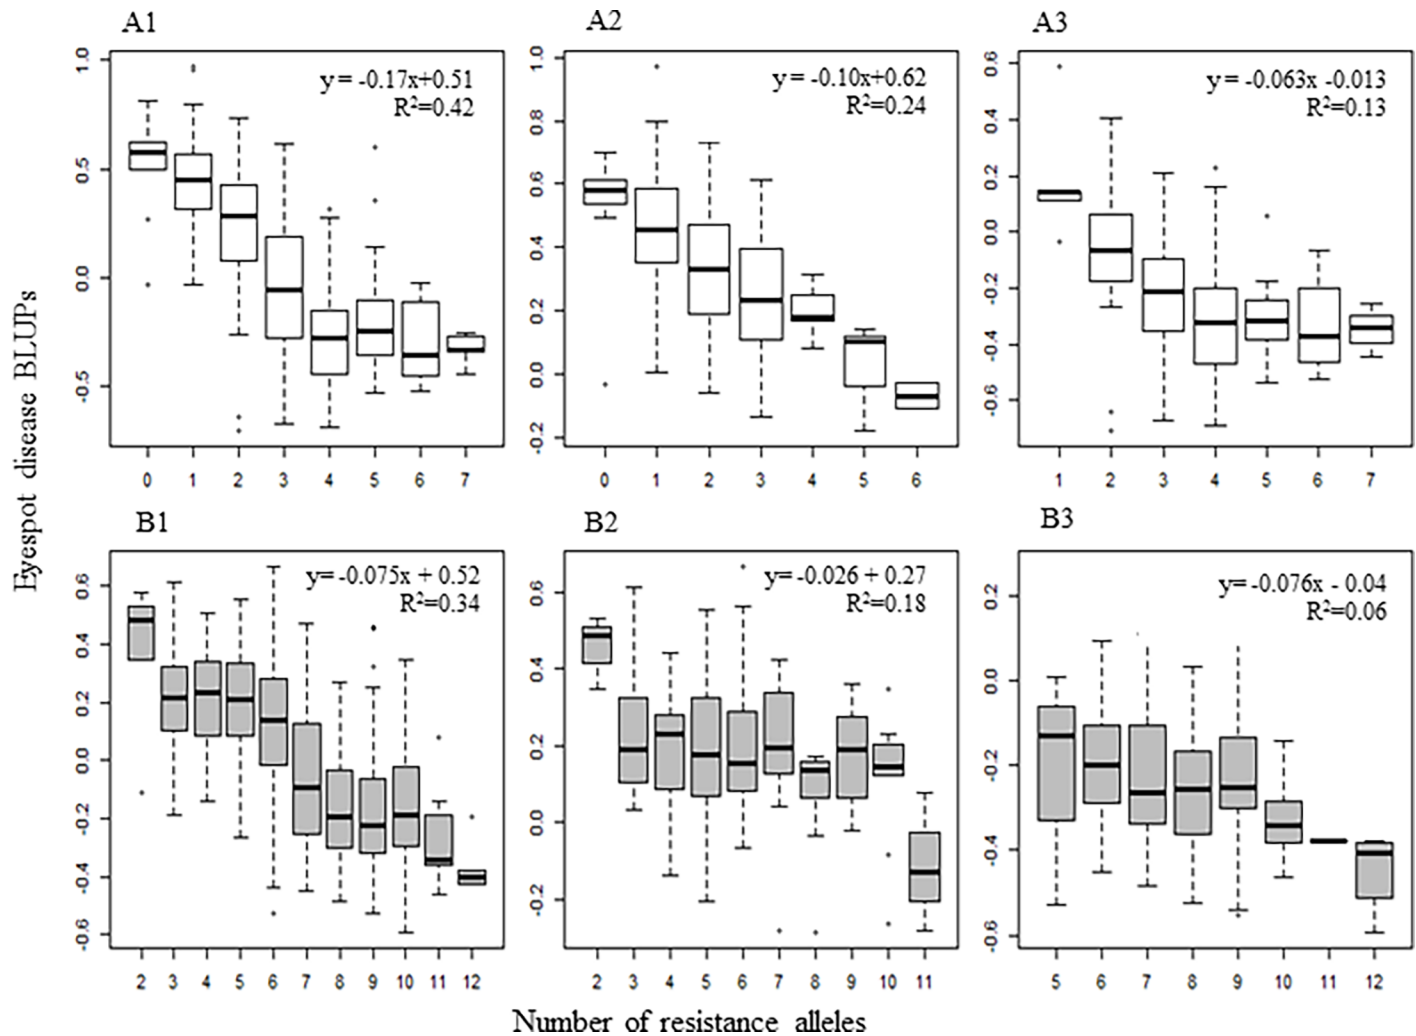 A1
y = -0.17x+0.51
R²=0.42
1.0
0.5
0.0
-0.5
0 1 2 3 4 5 6 7
A2
y = -0.10x+0.62
R²=0.24
1.0
0.8
0.6
0.4
0.2
0.0
-0.2
0 1 2 3 4 5 6
A3
y = -0.063x -0.013
R²=0.13
0.6
0.4
0.2
0.0
-0.2
-0.4
-0.6
1 2 3 4 5 6 7
Eyespot disease BLUPs
B1
y= -0.075x + 0.52
R²=0.34
0.6
0.4
0.2
0.0
-0.2
-0.4
-0.6
2 3 4 5 6 7 8 9 10 11 12
B2
y= -0.026 + 0.27
R²=0.18
0.6
0.4
0.2
0.0
-0.2
2 3 4 5 6 7 8 9 10 11
B3
y= -0.076x - 0.04
R²=0.06
0.2
0.0
-0.2
-0.4
-0.6
5 6 7 8 9 10 11 12
Number of resistance alleles